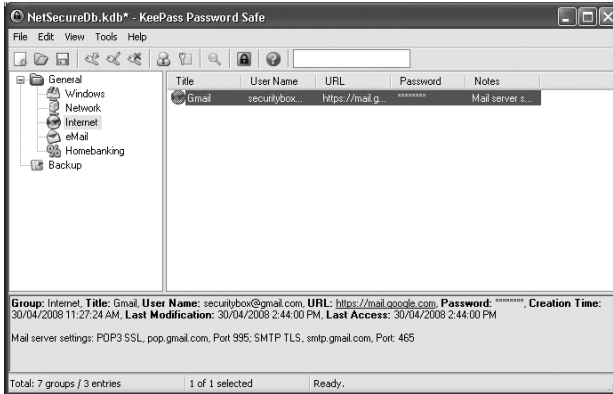 NetSecureDb.kdb* - KeePass Password Safe
File Edit View Tools Help
General
Windows
Network
Internet
eMail
Homebanking
Backup
Title User Name URL Password Notes
Gmail securitybox... https://mail.g... ******** Mail server s...
Group: Internet, Title: Gmail, User Name: securitybox@gmail.com, URL: https://mail.google.com, Password: ********, Creation Time:
30/04/2008 11:27:24 AM, Last Modification: 30/04/2008 2:44:00 PM, Last Access: 30/04/2008 2:44:00 PM
Mail server settings: POP3 SSL, pop.gmail.com, Port 995; SMTP TLS, smtp.gmail.com, Port: 465
Total: 7 groups / 3 entries 1 of 1 selected Ready.